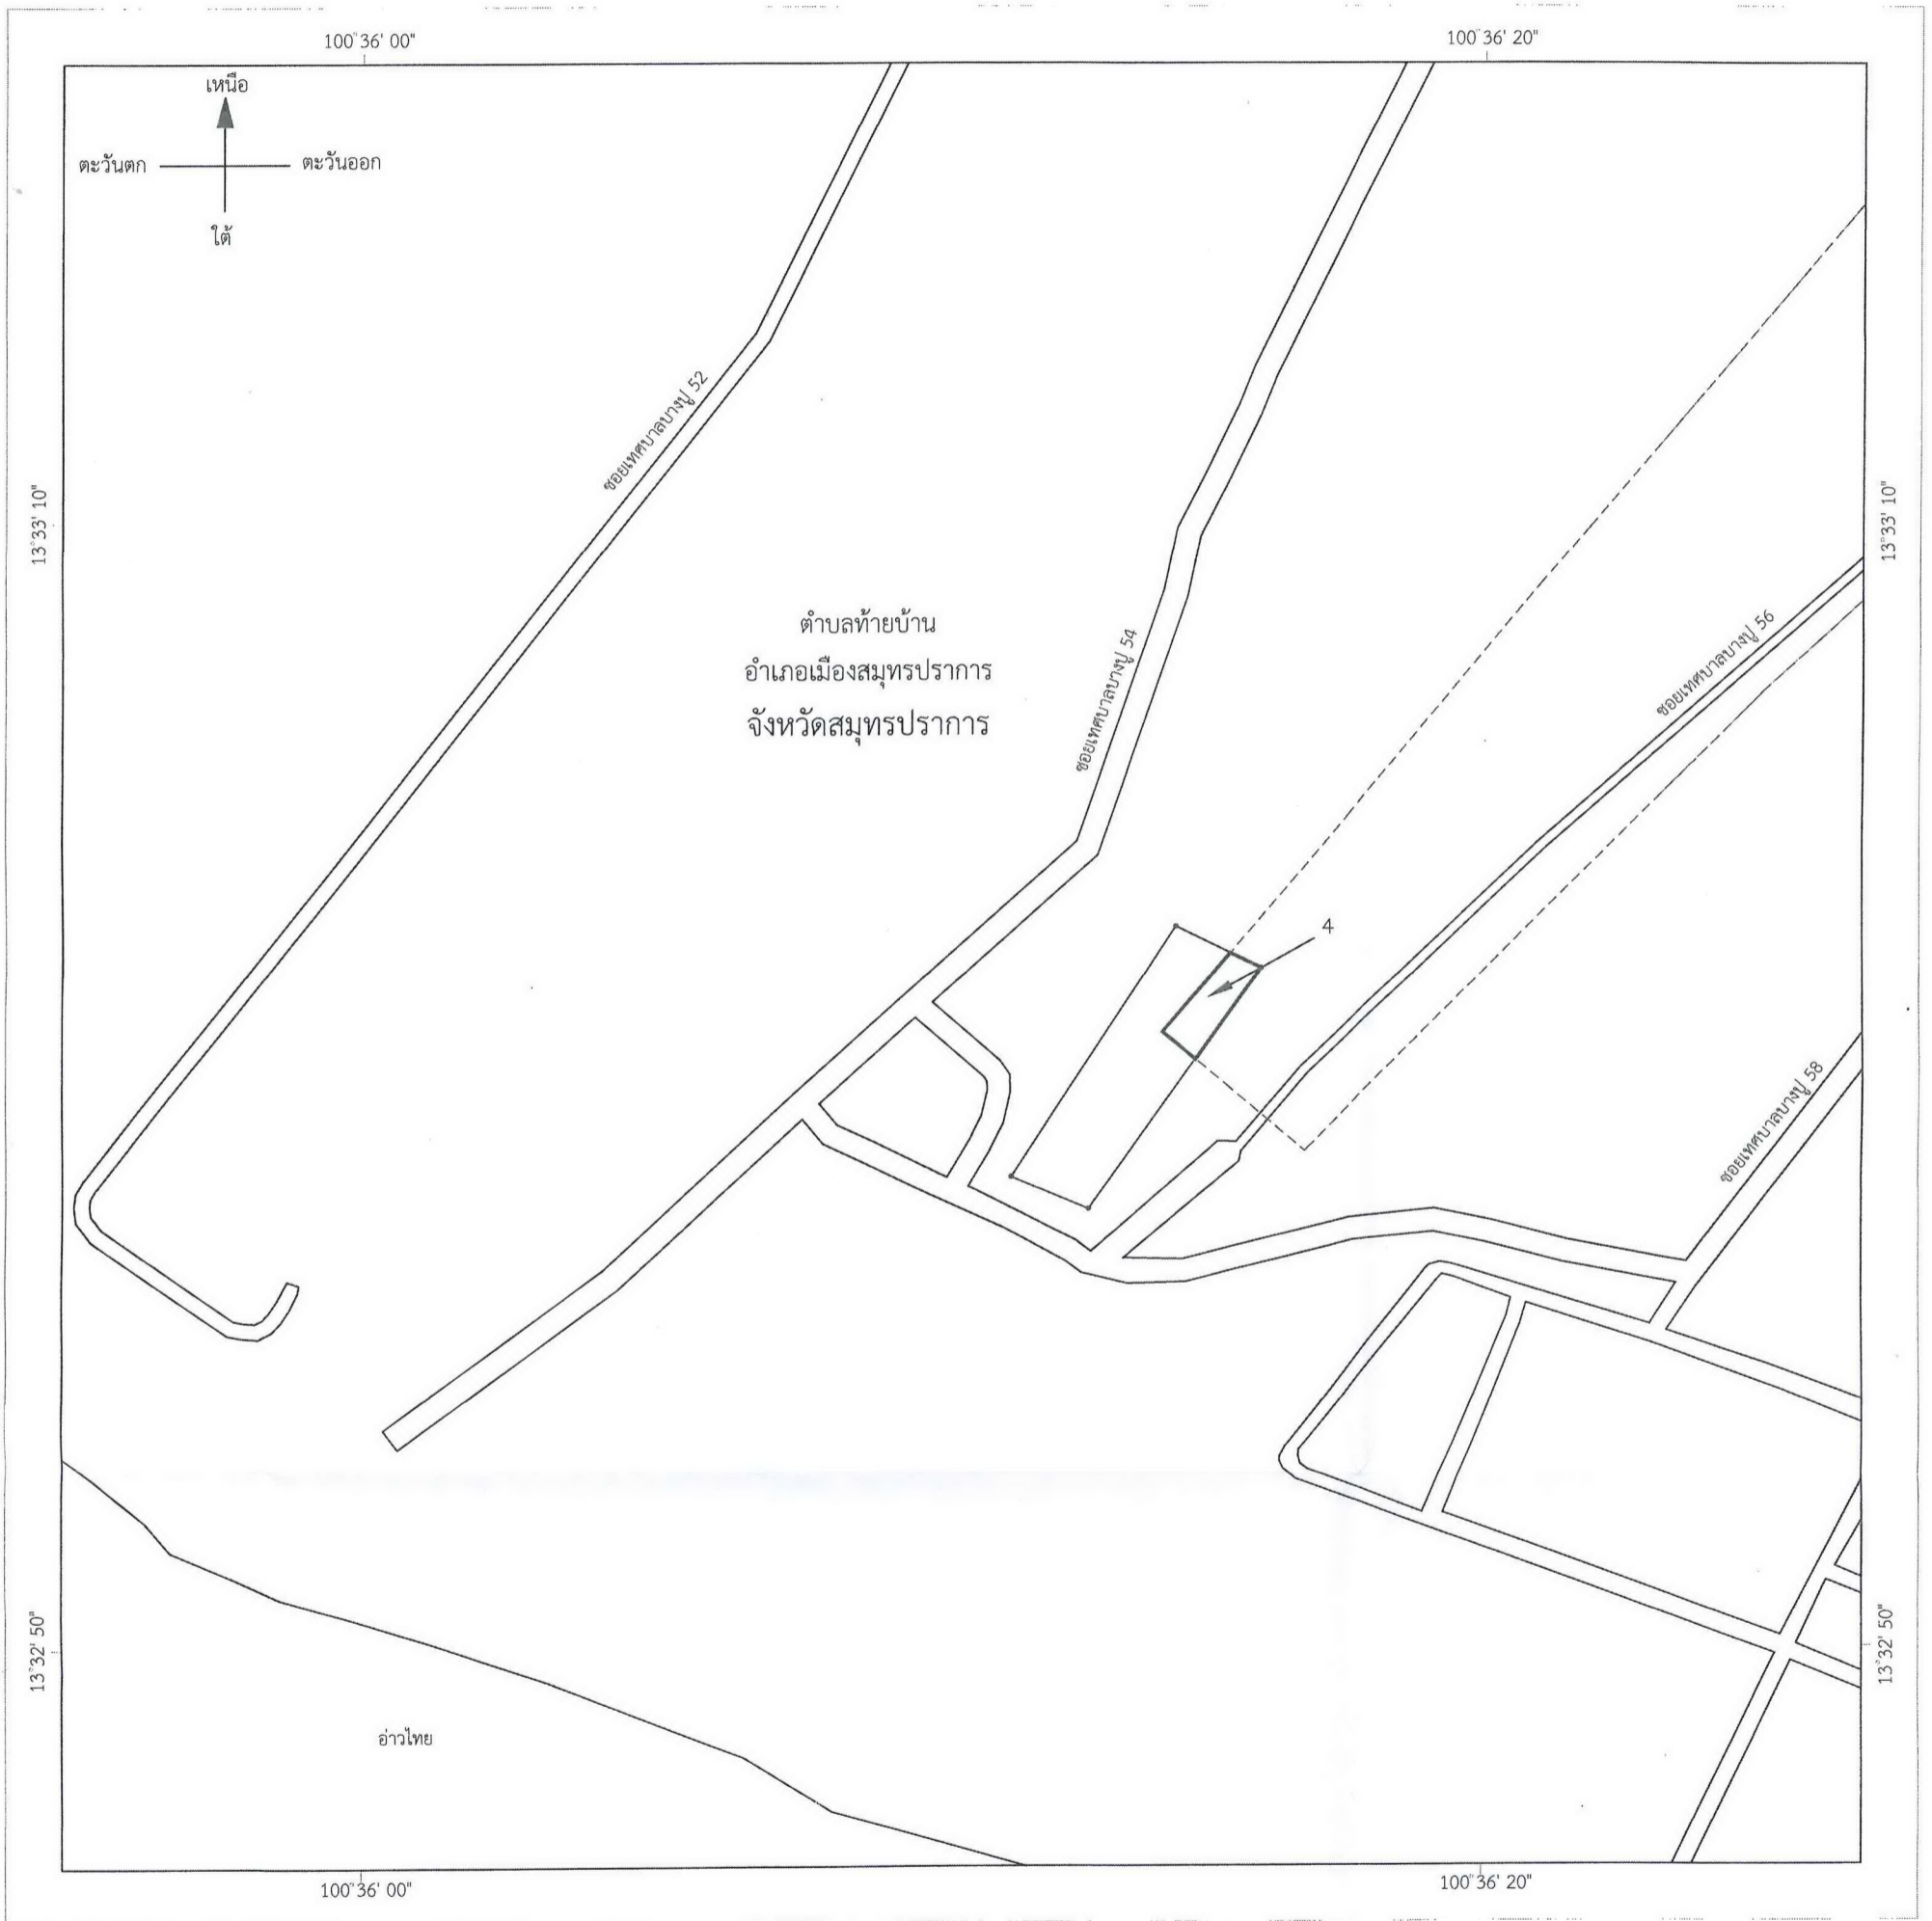 100°36' 00"
100°36' 20"
เหนือ
ตะวันตก
ตะวันออก
ใต้
ซอยเทศบาลบางปู 52
13°33' 10"
13°33' 10"
ตำบลท้ายบ้าน
อำเภอเมืองสมุทรปราการ
จังหวัดสมุทรปราการ
ซอยเทศบาลบางปู 54
ซอยเทศบาลบางปู 56
4
ซอยเทศบาลบางปู 58
13°32' 50"
13°32' 50"
อ่าวไทย
100°36' 00"
100°36' 20"